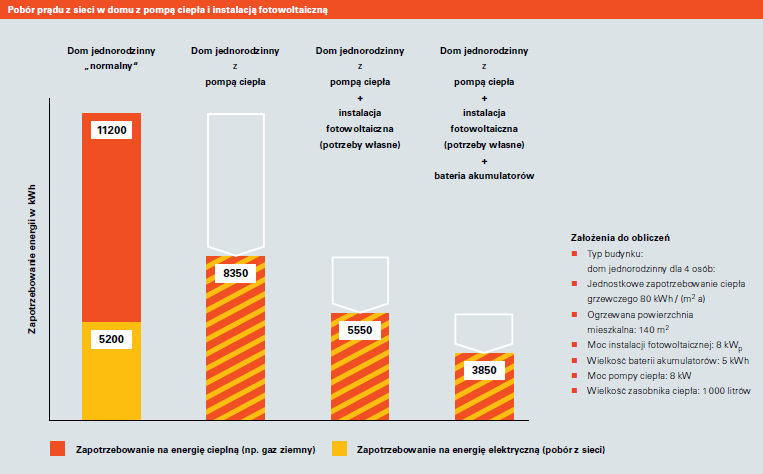 Pobór prądu z sieci w domu z pompą ciepła i instalacją fotowoltaiczną
Dom jednorodzinny
„normalny“
Dom jednorodzinny
z
pompą ciepła
Dom jednorodzinny
z
pompą ciepła
+
instalacja
fotowoltaiczna
(potrzeby własne)
Dom jednorodzinny
z
pompą ciepła
+
instalacja
fotowoltaiczna
(potrzeby własne)
+
bateria akumulatorów
Zapotrzebowanie energii w kWh
11200
5200
8350
5550
3850
Założenia do obliczeń
Typ budynku:
dom jednorodzinny dla 4 osób:
Jednostkowe zapotrzebowanie ciepła
grzewczego 80 kWh / (m² a)
Ogrzewana powierzchnia
mieszkalna: 140 m²
Moc instalacji fotowoltaicznej: 8 kWp
Wielkość baterii akumulatorów: 5 kWh
Moc pompy ciepła: 8 kW
Wielkość zasobnika ciepła: 1 000 litrów
Zapotrzebowanie na energię cieplną (np. gaz ziemny)
Zapotrzebowanie na energię elektryczną (pobór z sieci)